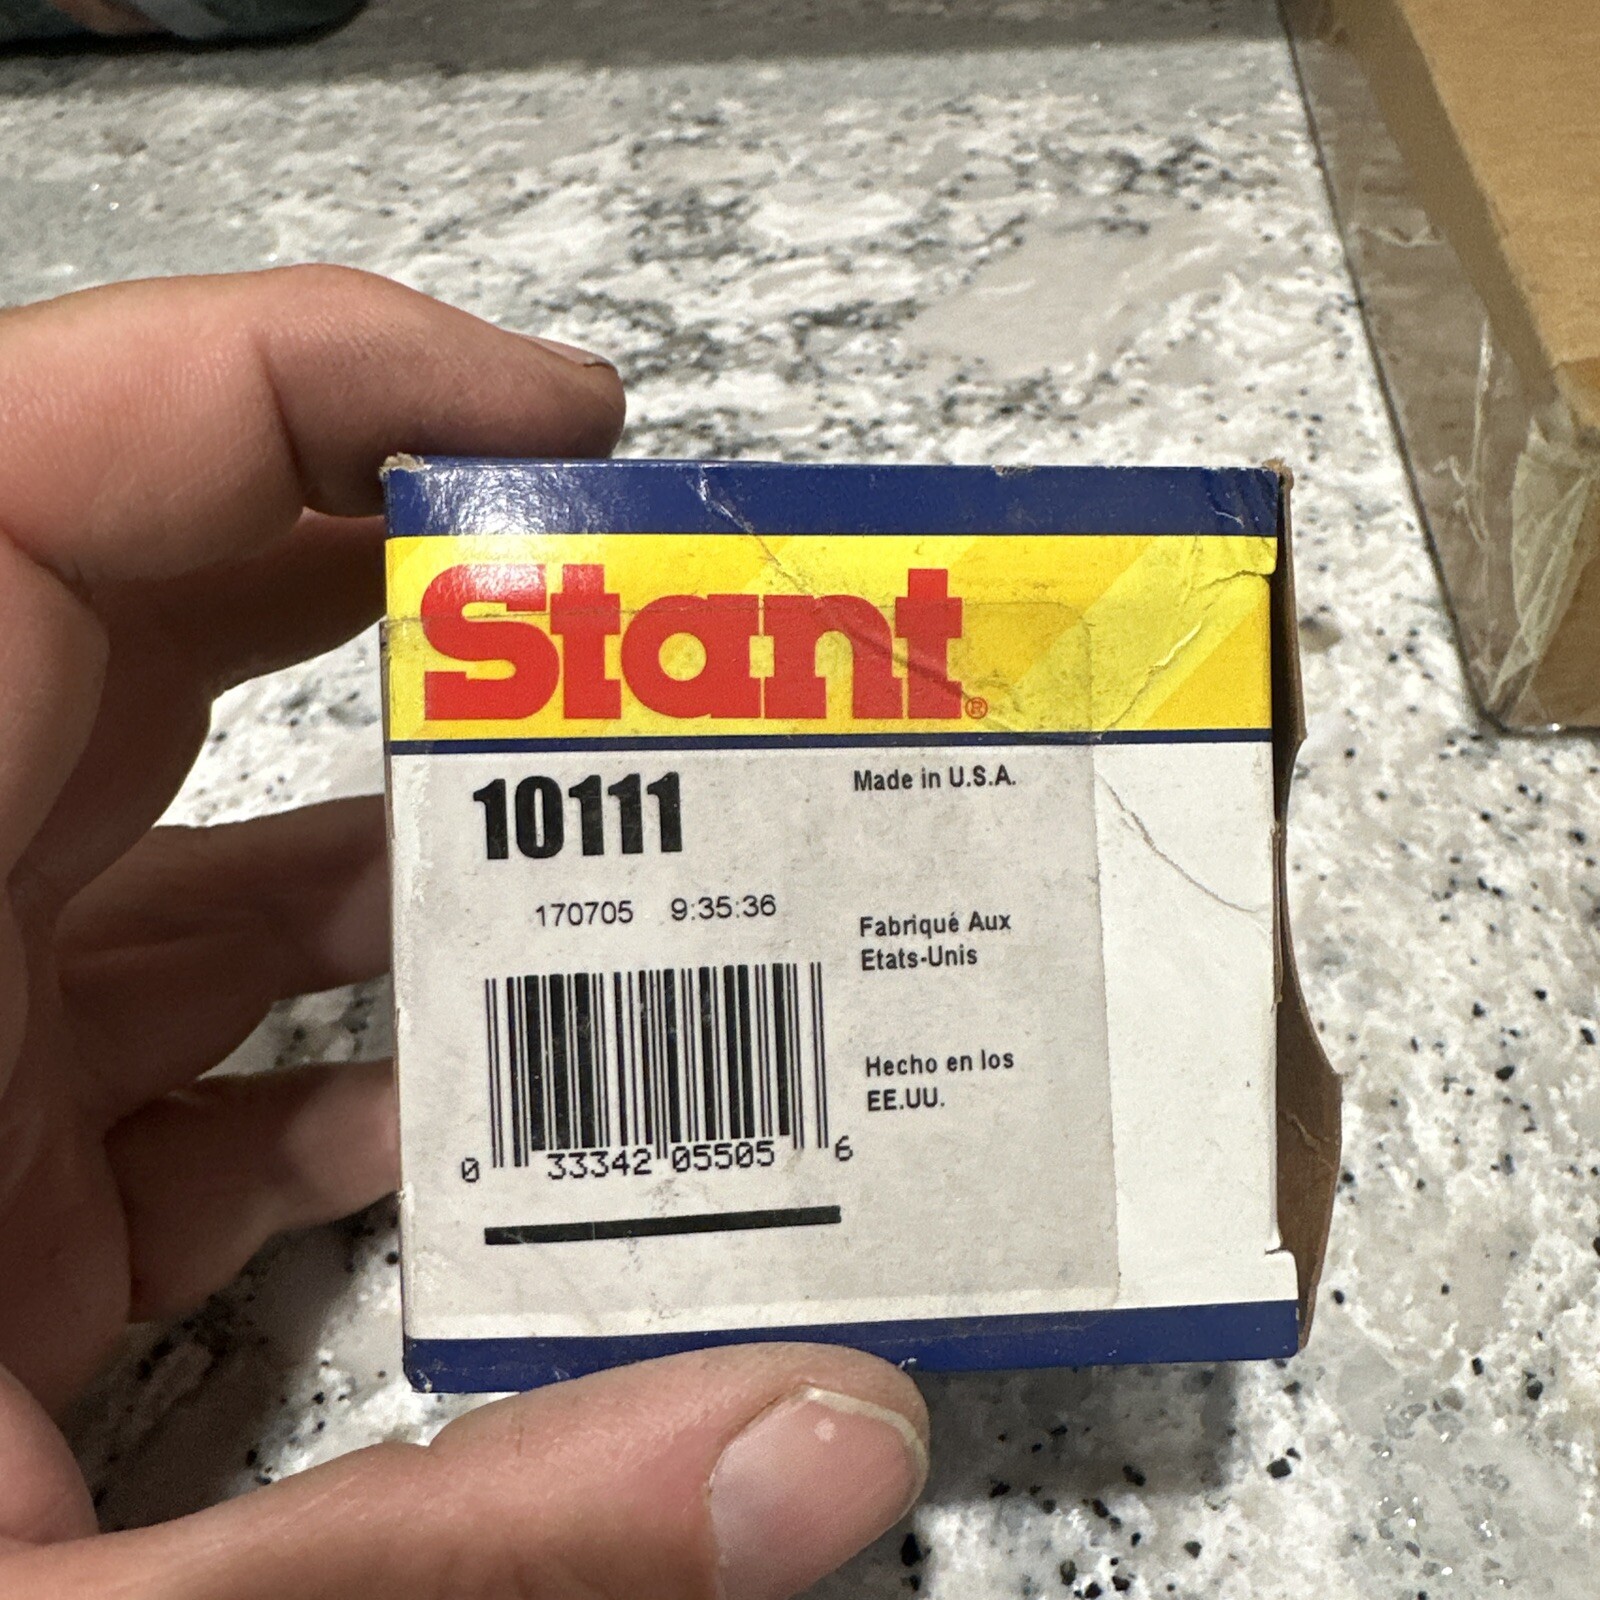 Stant®
10111
Made in U.S.A.
170705 9:35:36
Fabriqué Aux
Etats-Unis
Hecho en los
EE.UU.
0 33342 05505 6